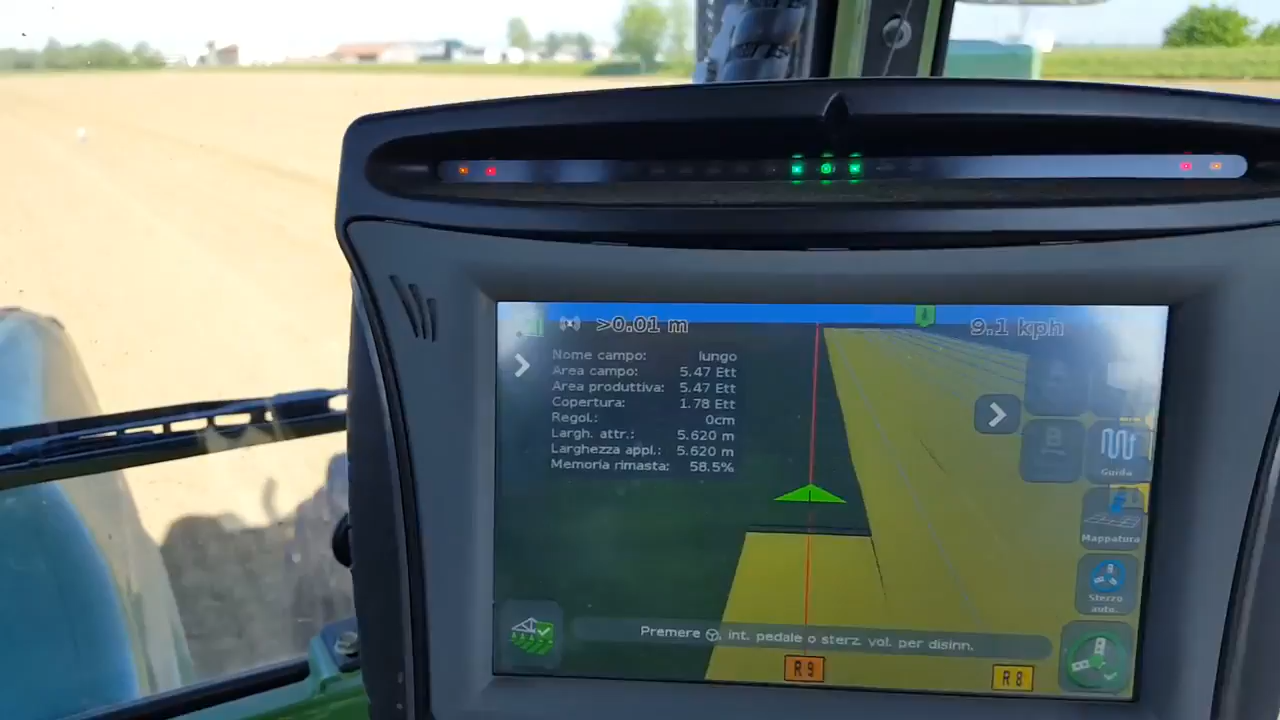 >0.01 m
9.1 kph
Nome campo: lungo
Area campo: 5.47 Ett
Area produttiva: 5.47 Ett
Copertura: 1.78 Ett
Regol.: 0cm
Largh. attr.: 5.620 m
Larghezza appl.: 5.620 m
Memoria rimasta: 58.5%
Guida
Mappatura
Sterzo
auto.
Premere , int. pedale o sterz. vol. per disinn.
R 9
R 8